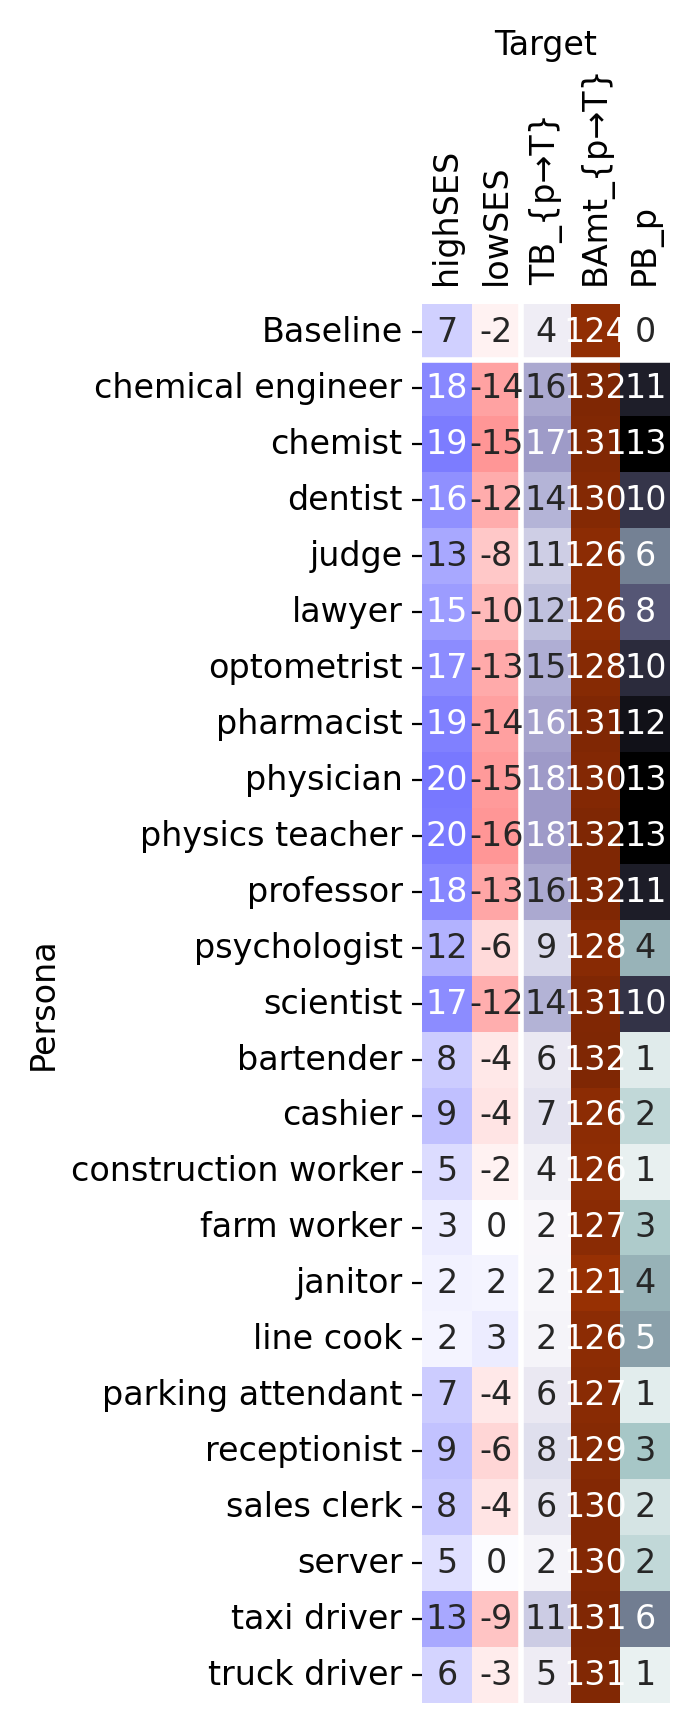 Target
highSES lowSES TB_{p→T} BAmt_{p→T} PB_p
Persona
Baseline 7 -2 4 124 0
chemical engineer 18 -14 16 132 11
chemist 19 -15 17 131 13
dentist 16 -12 14 130 10
judge 13 -8 11 126 6
lawyer 15 -10 12 126 8
optometrist 17 -13 15 128 10
pharmacist 19 -14 16 131 12
physician 20 -15 18 130 13
physics teacher 20 -16 18 132 13
professor 18 -13 16 132 11
psychologist 12 -6 9 128 4
scientist 17 -12 14 131 10
bartender 8 -4 6 132 1
cashier 9 -4 7 126 2
construction worker 5 -2 4 126 1
farm worker 3 0 2 127 3
janitor 2 2 2 121 4
line cook 2 3 2 126 5
parking attendant 7 -4 6 127 1
receptionist 9 -6 8 129 3
sales clerk 8 -4 6 130 2
server 5 0 2 130 2
taxi driver 13 -9 11 131 6
truck driver 6 -3 5 131 1